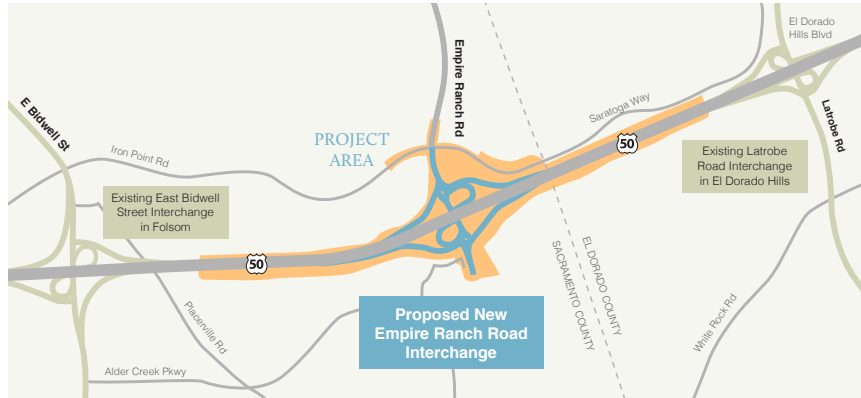 El Dorado
Hills Blvd
Empire Ranch Rd
E Bidwell St
Saratoga Way
Latrobe Rd
PROJECT
AREA
Iron Point Rd
50
Existing Latrobe
Road Interchange
in El Dorado Hills
Existing East Bidwell
Street Interchange
in Folsom
50
EL DORADO COUNTY
SACRAMENTO COUNTY
Proposed New
Empire Ranch Road
Interchange
Placerville Rd
White Rock Rd
Alder Creek Pkwy